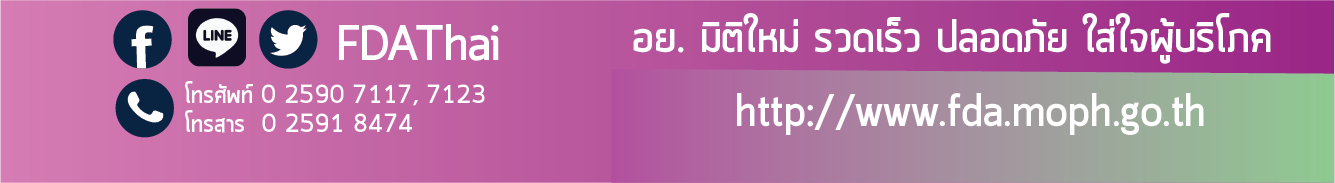 LINE
FDAThai
โทรศัพท์ 0 2590 7117, 7123
โทรสาร 0 2591 8474
อย. มิติใหม่ รวดเร็ว ปลอดภัย ใส่ใจผู้บริโภค
http://www.fda.moph.go.th